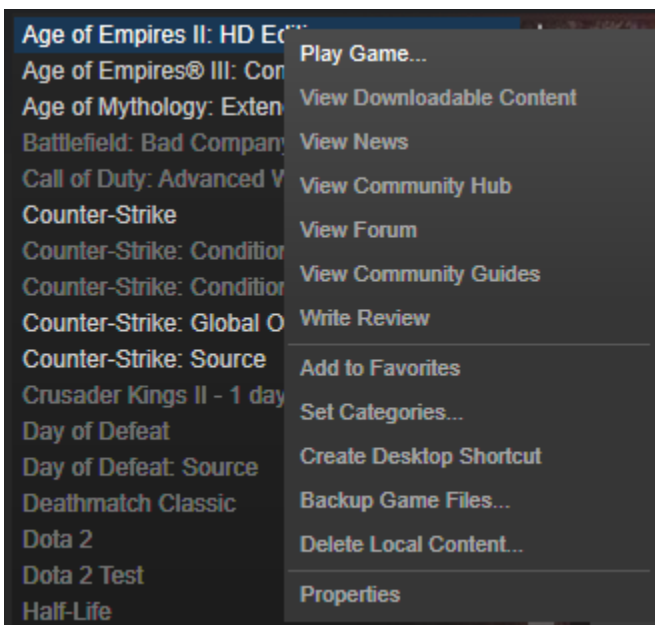 Age of Empires II: HD Edi
Age of Empires® III: Com
Age of Mythology: Exten
Battlefield: Bad Company
Call of Duty: Advanced W
Counter-Strike
Counter-Strike: Condition
Counter-Strike: Condition
Counter-Strike: Global O
Counter-Strike: Source
Crusader Kings II - 1 day
Day of Defeat
Day of Defeat: Source
Deathmatch Classic
Dota 2
Dota 2 Test
Half-Life
Play Game...
View Downloadable Content
View News
View Community Hub
View Forum
View Community Guides
Write Review
Add to Favorites
Set Categories...
Create Desktop Shortcut
Backup Game Files...
Delete Local Content...
Properties